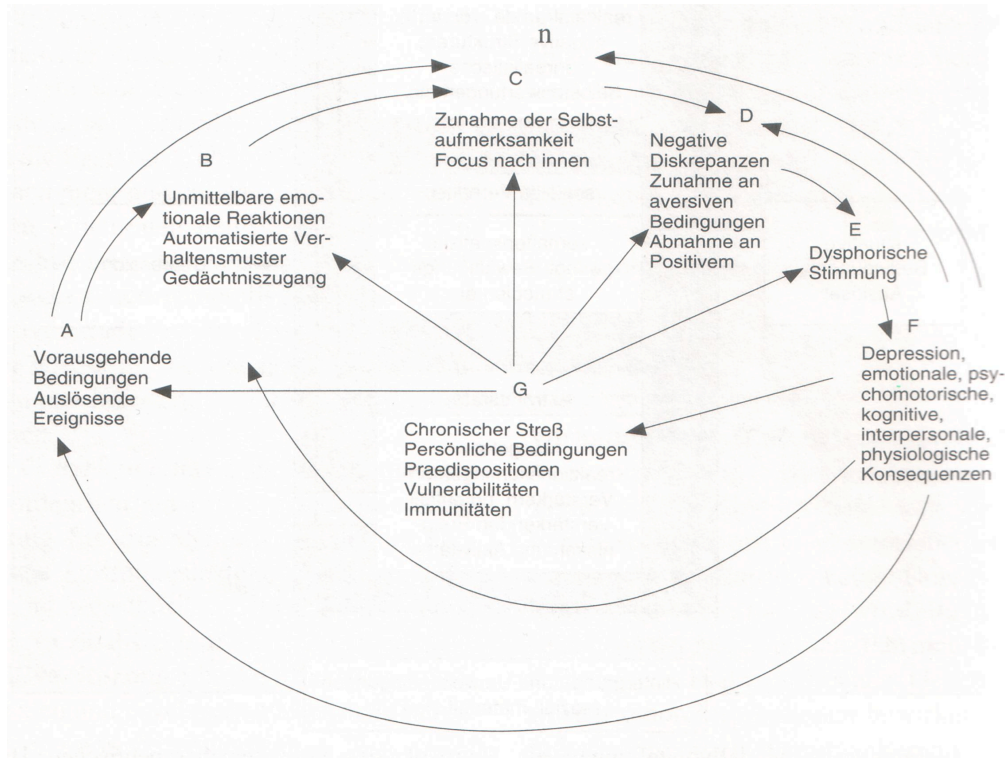 n
C
Zunahme der Selbst-
aufmerksamkeit
Focus nach innen
D
Negative
Diskrepanzen
Zunahme an
aversiven
Bedingungen
Abnahme an
Positivem
B
Unmittelbare emo-
tionale Reaktionen
Automatisierte Ver-
haltensmuster
Gedächtniszugang
E
Dysphorische
Stimmung
A
Vorausgehende
Bedingungen
Auslösende
Ereignisse
F
Depression,
emotionale, psy-
chomotorische,
kognitive,
interpersonale,
physiologische
Konsequenzen
G
Chronischer Streß
Persönliche Bedingungen
Praedispositionen
Vulnerabilitäten
Immunitäten